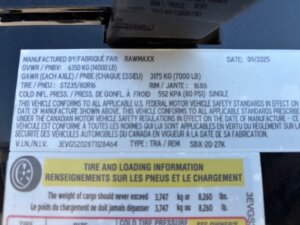 MANUFACTURED BY/FABRIQUÉ PAR: RAWMAXX DATE: 09/2025
GVWR / PNBV: 6350 KG (14000 LB)
GAWR (EACH AXLE) / PNBE (CHAQUE ESSIEU) 3175 KG (7000 LB)
TIRE / PNEU: ST235/80R16 RIM / JANTE: 16X6
COLD INFL. PRESS. / PRESS. DE GONFL. À FROID 552 KPA (80 PSI) SINGLE
THIS VEHICLE CONFORMS TO ALL APPLICABLE U.S. FEDERAL MOTOR VEHICLE SAFETY STANDARDS IN EFFECT ON
DATE OF MANUFACTURE SHOWN ABOVE. / THIS VEHICLE CONFORMS TO ALL APPLICABLE STANDARDS PRESCRIBED
UNDER THE CANADIAN MOTOR VEHICLE SAFETY REGULATIONS IN EFFECT ON THE DATE OF MANUFACTURE
VÉHICULE EST CONFORME À TOUTES LES NORMES QUI LUI SONT APPLICABLES EN VERTU DU RÈGLEMENT SUR
SÉCURITÉ DES VÉHICULES AUTOMOBILES DU CANADA EN VIGUEUR À LA DATE DE SA FABRICATION
V.I.N./N.I.V. TYPE: TRA / REM 5BX-20-27K
TIRE AND LOADING INFORMATION
RENSEIGNEMENTS SUR LES PNEUS ET LE CHARGEMENT
The weight of cargo should never exceed 3,747 kg or 8,260 lb.
Le poids du chargement ne doit jamais dépasser 3,747 kg ou 8,260 lb.
COLD TIRE PRESSURE
3EVGS